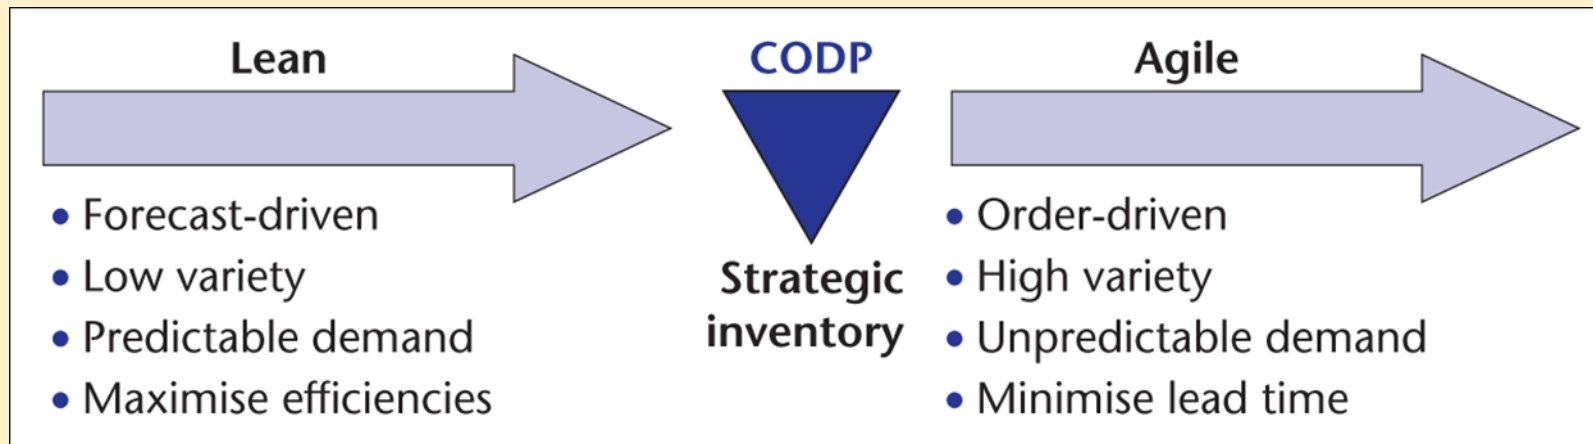 Lean
• Forecast-driven
• Low variety
• Predictable demand
• Maximise efficiencies
CODP
Strategic
inventory
Agile
• Order-driven
• High variety
• Unpredictable demand
• Minimise lead time